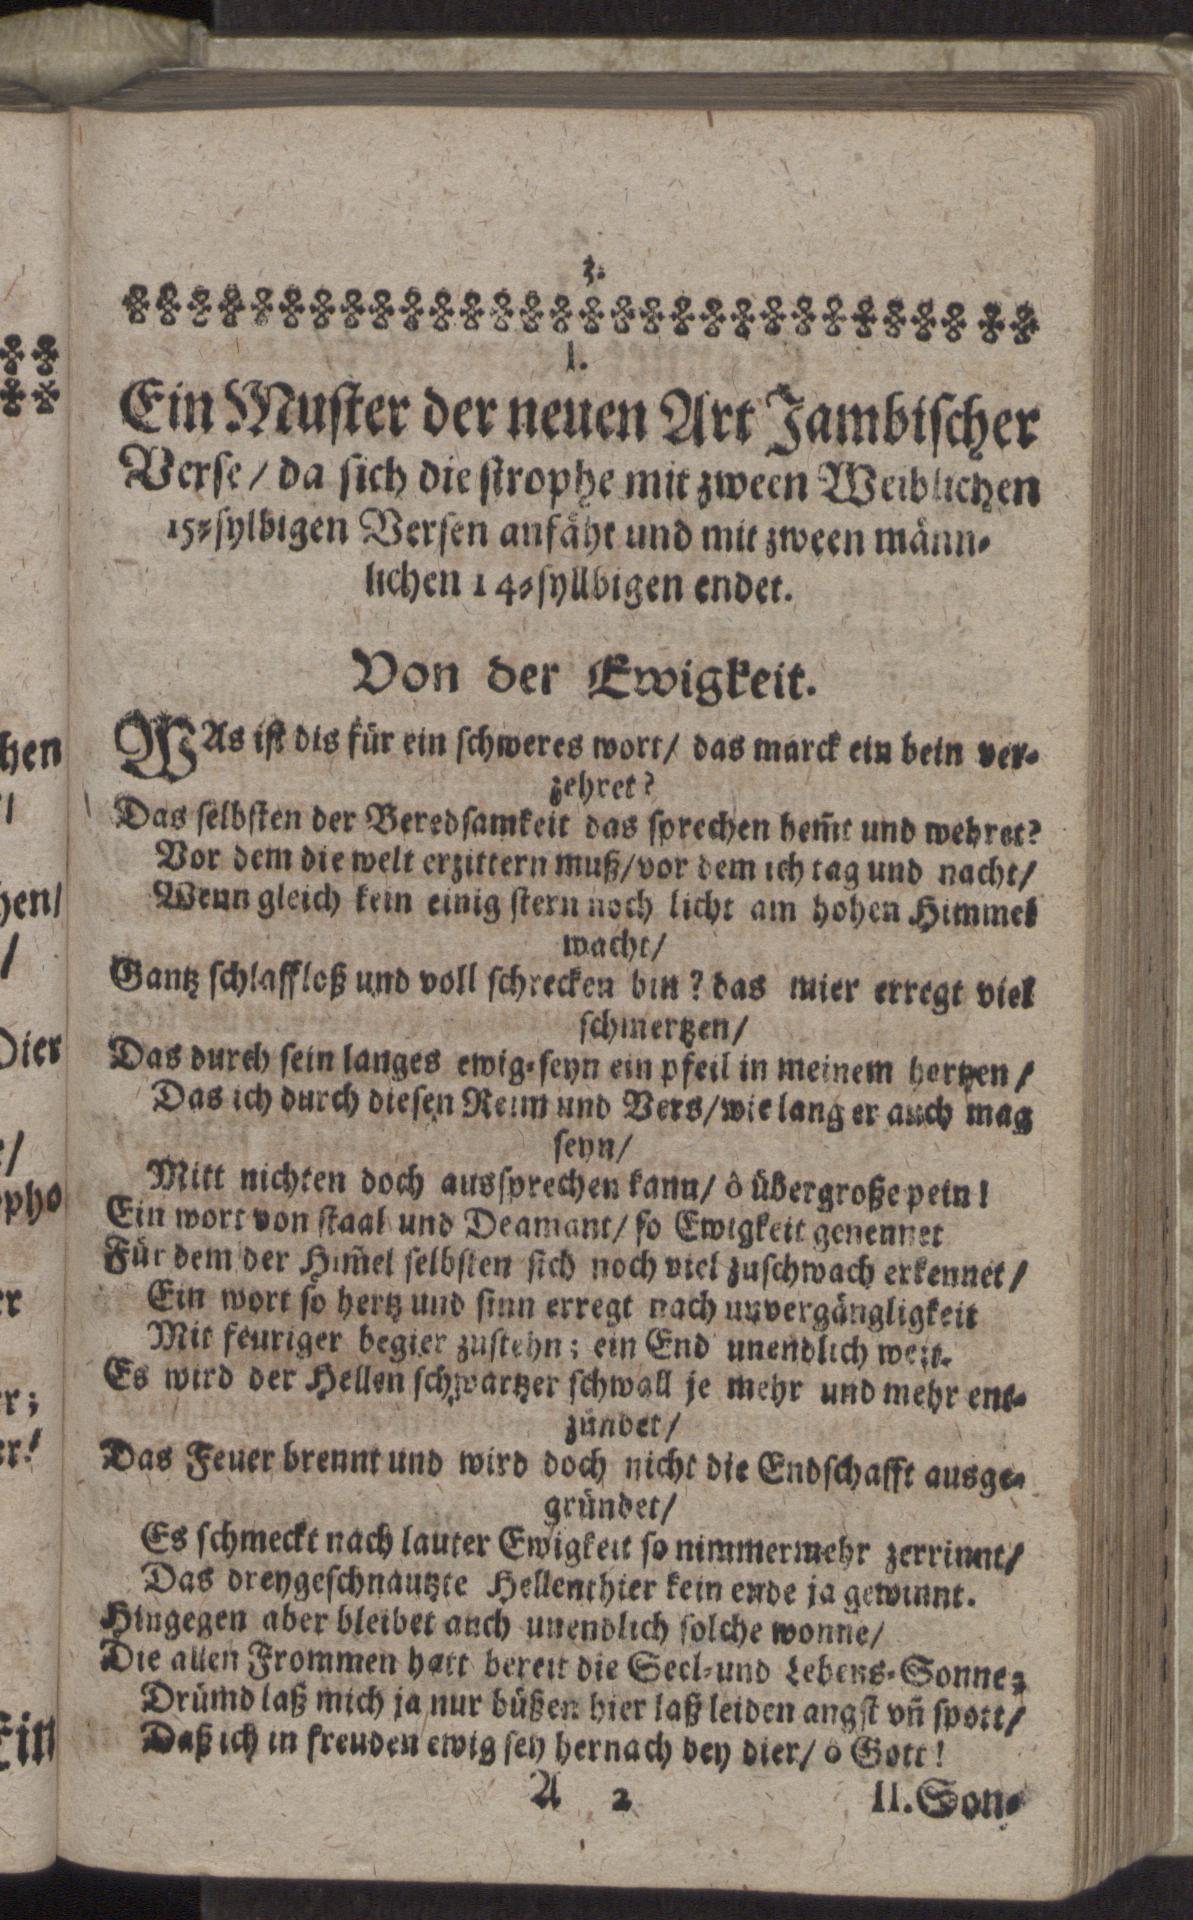 3.
I.
Ein Muster der neuen Art Jambischer
Verse/ da sich die strophe mit zween Weiblichen
15-sylbigen Versen anfäht und mit zween männ-
lichen 14-syllbigen endet.
Von der Ewigkeit.
WAs ist dis für ein schweres wort/ das marck ein bein ver-
zehret?
Das selbsten der Beredsamkeit das sprechen hem̃t und wehret?
Vor dem die welt erzittern muß/ vor dem ich tag und nacht/
Wenn gleich kein einig stern noch licht am hohen Himmel
wacht/
Gantz schlaffloß und voll schrecken bin? das mier erregt viel
schmertzen/
Das durch sein langes ewig-seyn ein pfeil in meinem hertzen/
Das ich durch diesen Reim und Vers/ wie lang er auch mag
seyn/
Mitt nichten doch aussprechen kann/ ô übergroße pein!
Ein wort von staal und Deamant/ so Ewigkeit genennet
Für dem der Him̃el selbsten sich noch viel zuschwach erkennet/
Ein wort so hertz und sinn erregt nach unvergängligkeit
Mit feuriger begier zustehn; ein End unendlich weit.
Es wird der Hellen schwartzer schwall je mehr und mehr ent-
zündet/
Das Feuer brennt und wird doch nicht die Endschafft ausge-
gründet/
Es schmeckt nach lauter Ewigkeit so nimmermehr zerrinnt/
Das dreygeschnäutzte Hellenthier kein ende ja gewinnt.
Hingegen aber bleibet auch unendlich solche wonne/
Die allen Frommen hatt bereit die Seel-und Lebens-Sonne;
Drümd laß mich ja nur büßen hier laß leiden angst vñ spott/
Daß ich in freuden ewig sey hernach bey dier/ ô Gott!
A 2
II. Son-